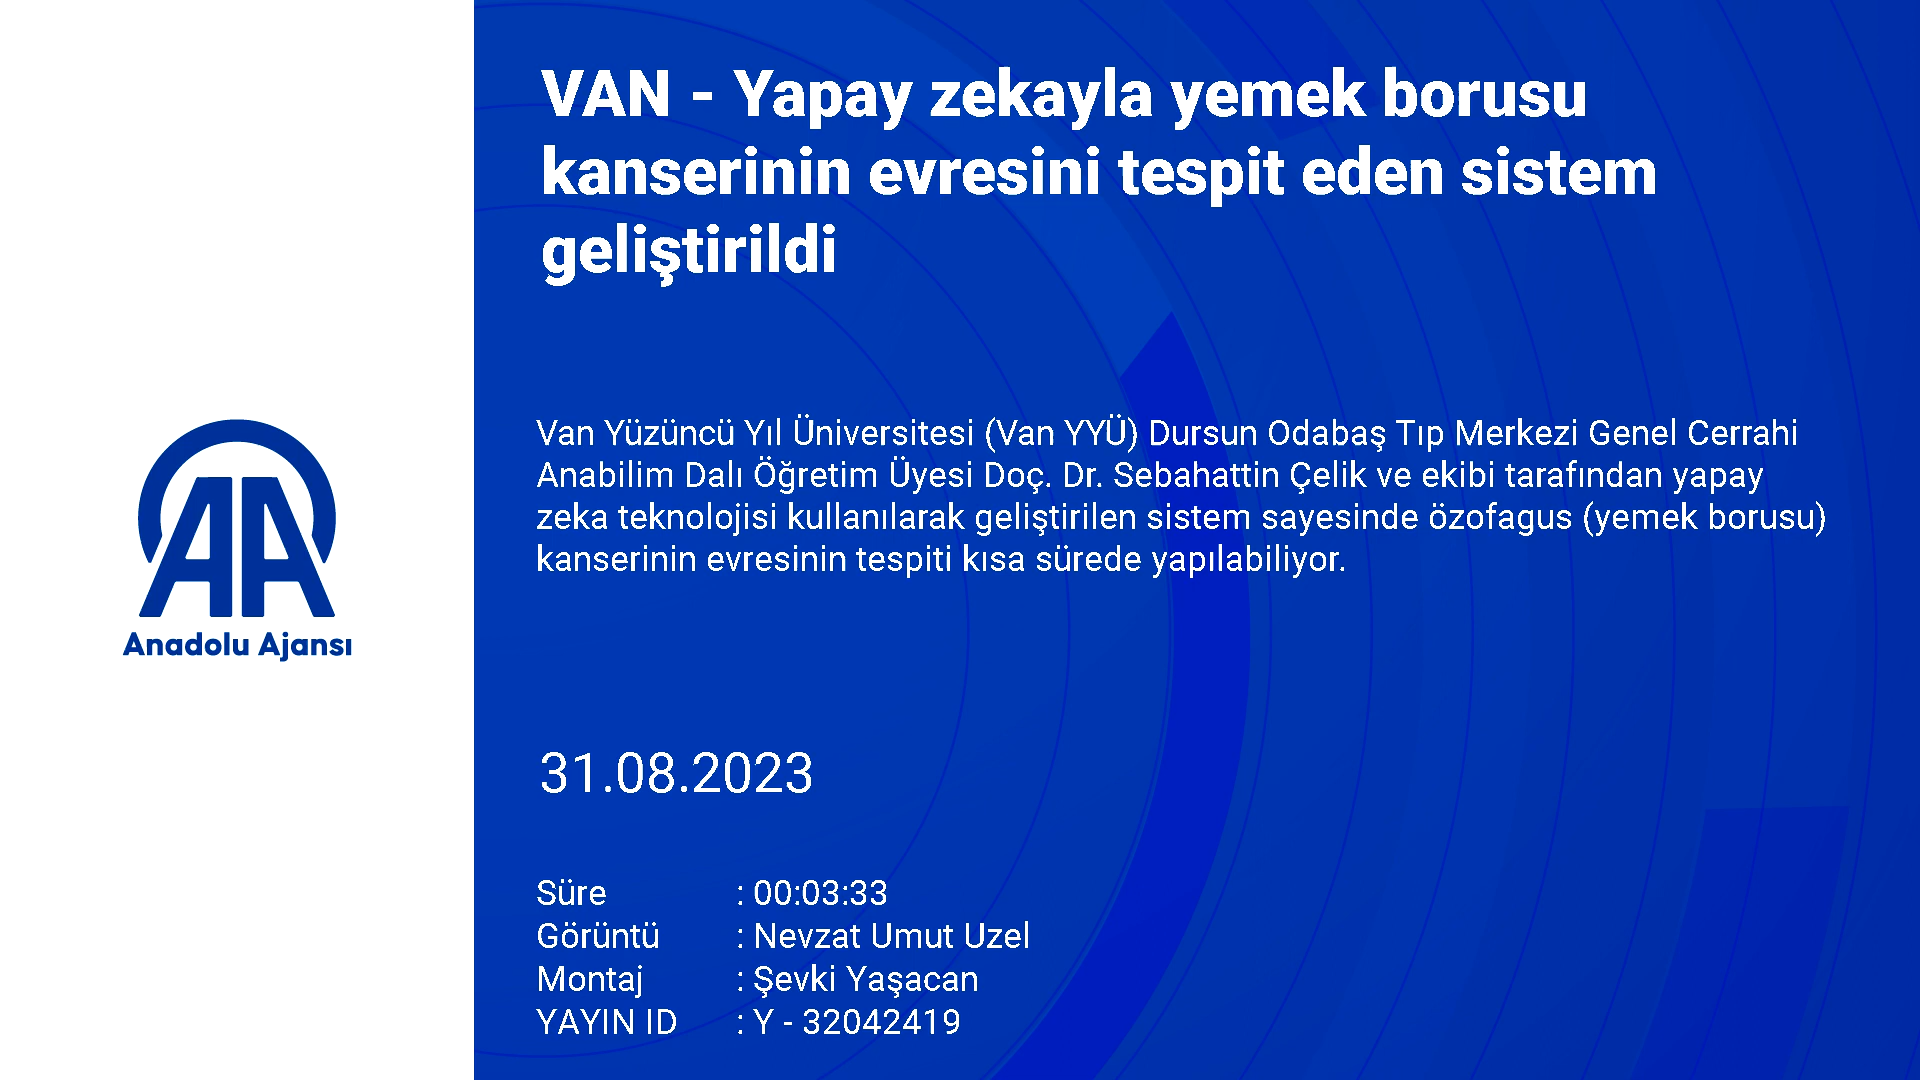 VAN - Yapay zekayla yemek borusu
kanserinin evresini tespit eden sistem
geliştirildi
Van Yüzüncü Yıl Üniversitesi (Van YYÜ) Dursun Odabaş Tıp Merkezi Genel Cerrahi
Anabilim Dalı Öğretim Üyesi Doç. Dr. Sebahattin Çelik ve ekibi tarafından yapay
zeka teknolojisi kullanılarak geliştirilen sistem sayesinde özofagus (yemek borusu)
kanserinin evresinin tespiti kısa sürede yapılabiliyor.
AA
Anadolu Ajansı
31.08.2023
Süre : 00:03:33
Görüntü : Nevzat Umut Uzel
Montaj : Şevki Yaşacan
YAYIN ID : Y - 32042419